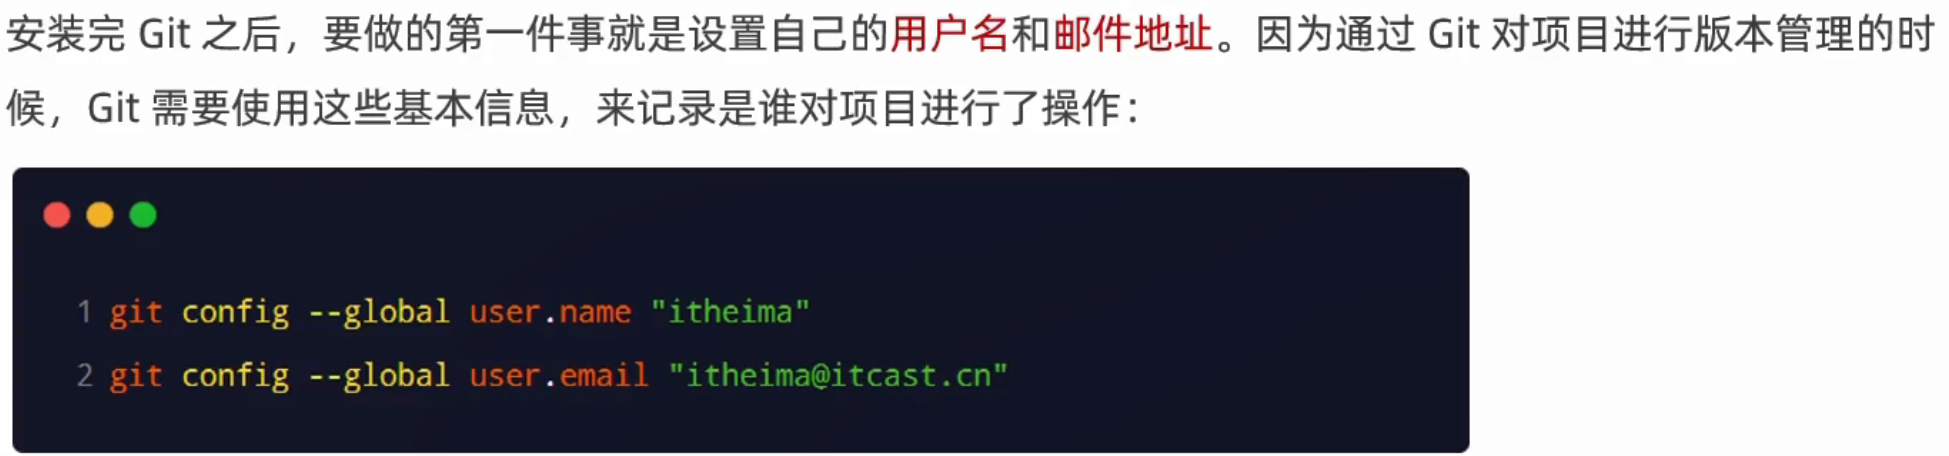 安装完 Git 之后，要做的第一件事就是设置自己的用户名和邮件地址。因为通过 Git 对项目进行版本管理的时
候，Git 需要使用这些基本信息，来记录是谁对项目进行了操作：
1 git config --global user.name "itheima"
2 git config --global user.email "itheima@itcast.cn"